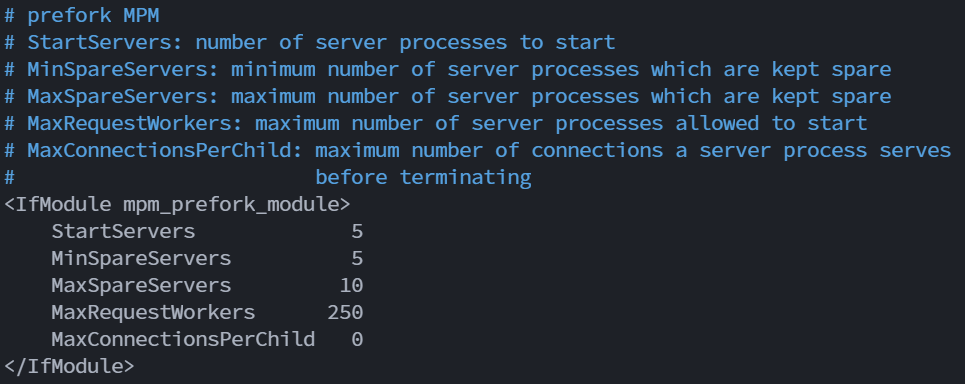 # prefork MPM
# StartServers: number of server processes to start
# MinSpareServers: minimum number of server processes which are kept spare
# MaxSpareServers: maximum number of server processes which are kept spare
# MaxRequestWorkers: maximum number of server processes allowed to start
# MaxConnectionsPerChild: maximum number of connections a server process serves
#                         before terminating
<IfModule mpm_prefork_module>
    StartServers             5
    MinSpareServers          5
    MaxSpareServers         10
    MaxRequestWorkers      250
    MaxConnectionsPerChild   0
</IfModule>